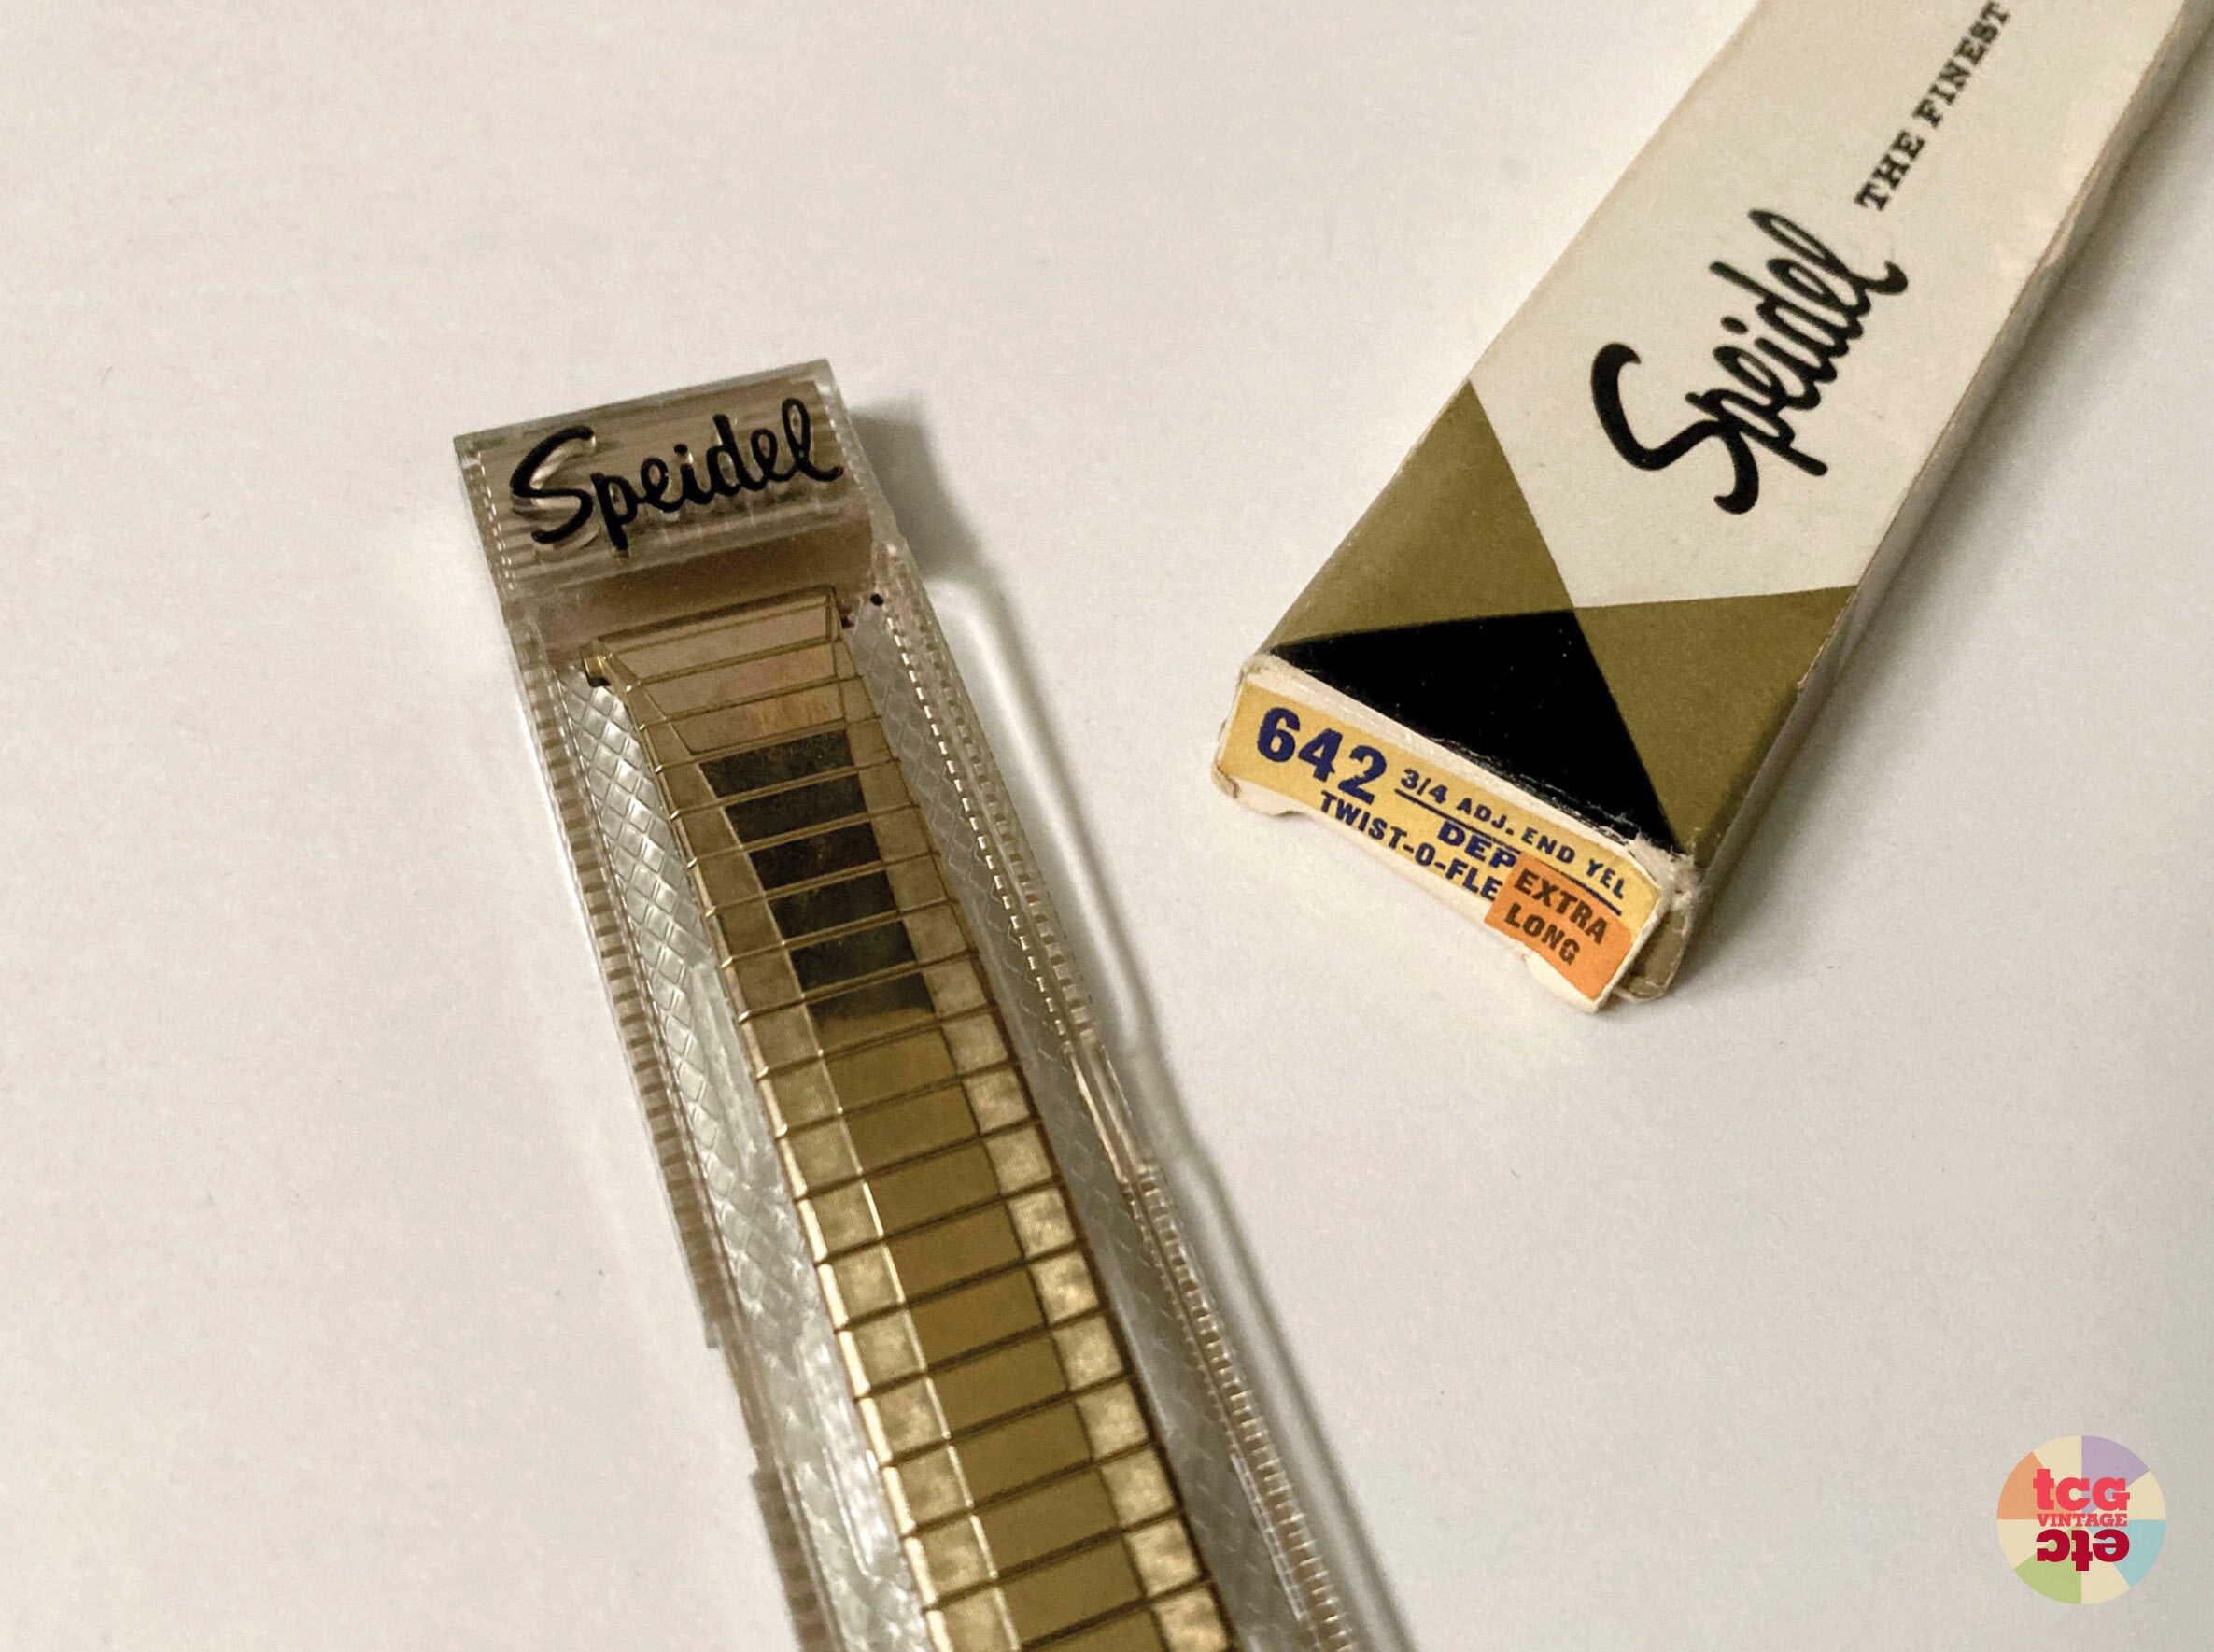 Speidel
Speidel THE FINEST
642 3/4 ADJ. END YEL
DEP
TWIST-O-FLE
EXTRA
LONG
tcg
VINTAGE
etc